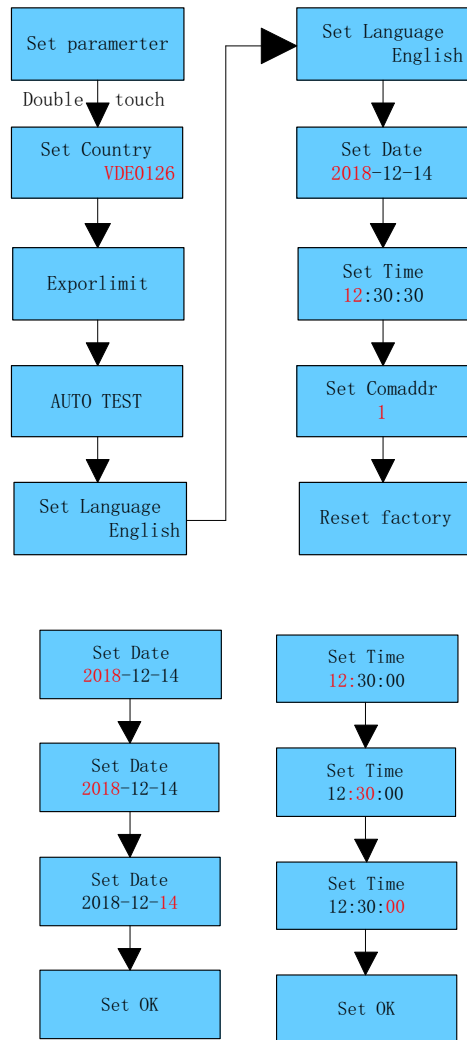 Set paramerter
Double touch
Set Country
VDE0126
Exporlimit
AUTO TEST
Set Language
English
Set Language
English
Set Date
2018-12-14
Set Time
12:30:30
Set Comaddr
1
Reset factory
Set Date
2018-12-14
Set Date
2018-12-14
Set Date
2018-12-14
Set OK
Set Time
12:30:00
Set Time
12:30:00
Set Time
12:30:00
Set OK